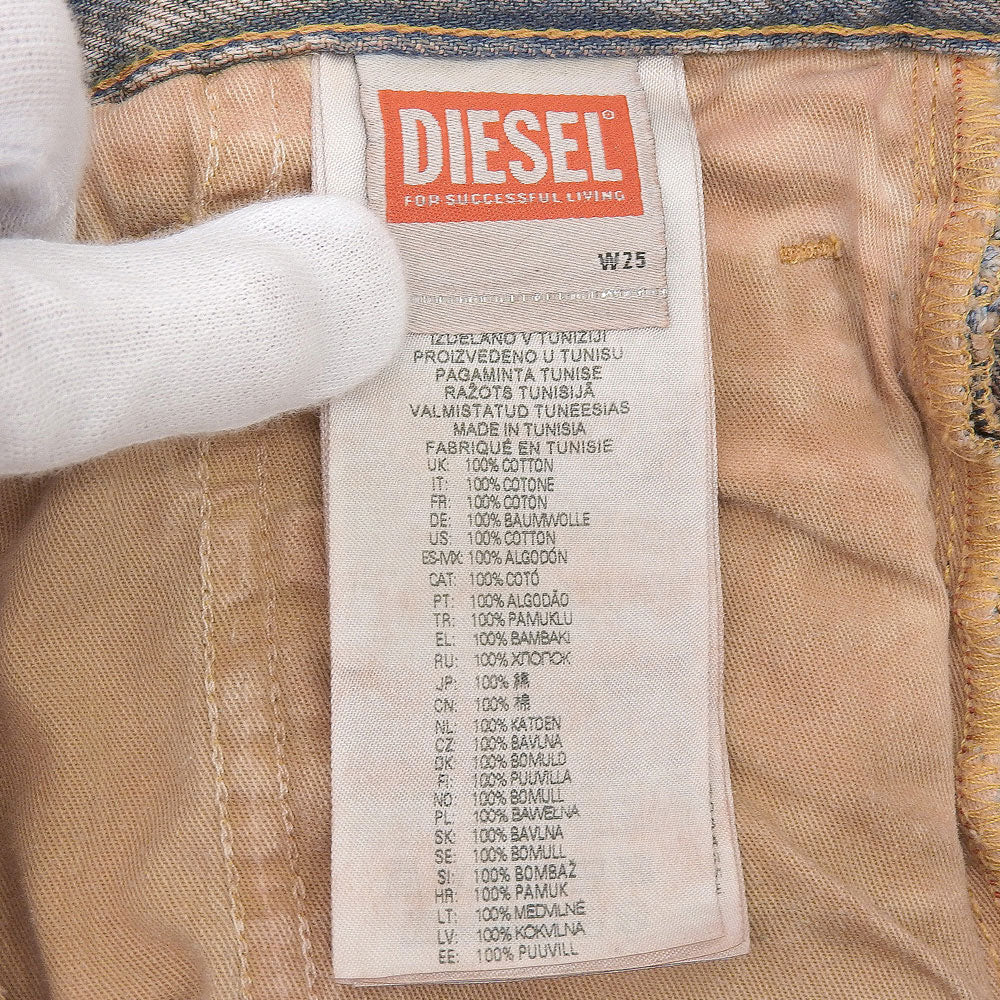 DIESEL
FOR SUCCESSFUL LIVING
W25
IZDELANO V TUNIZIJI
PROIZVEDENO U TUNISU
PAGAMINTA TUNISE
RAŽOTS TUNISIJĀ
VALMISTATUD TUNEESIAS
MADE IN TUNISIA
FABRIQUÉ EN TUNISIE
UK: 100% COTTON
IT: 100% COTONE
FR: 100% COTON
DE: 100% BAUMWOLLE
US: 100% COTTON
ES-MX: 100% ALGODÓN
CAT: 100% COTÓ
PT: 100% ALGODÃO
TR: 100% PAMUKLU
EL: 100% ΒΑΜΒΑΚΙ
RU: 100% ХЛОПОК
JP: 100% 綿
CN: 100% 棉
NL: 100% KATOEN
CZ: 100% BAVLNA
DK: 100% BOMULD
FI: 100% PUUVILLA
NO: 100% BOMULL
PL: 100% BAWEŁNA
SK: 100% BAVLNA
SE: 100% BOMULL
SI: 100% BOMBAŽ
HR: 100% PAMUK
LT: 100% MEDVILNĖ
LV: 100% KOKVILNA
EE: 100% PUUVILL